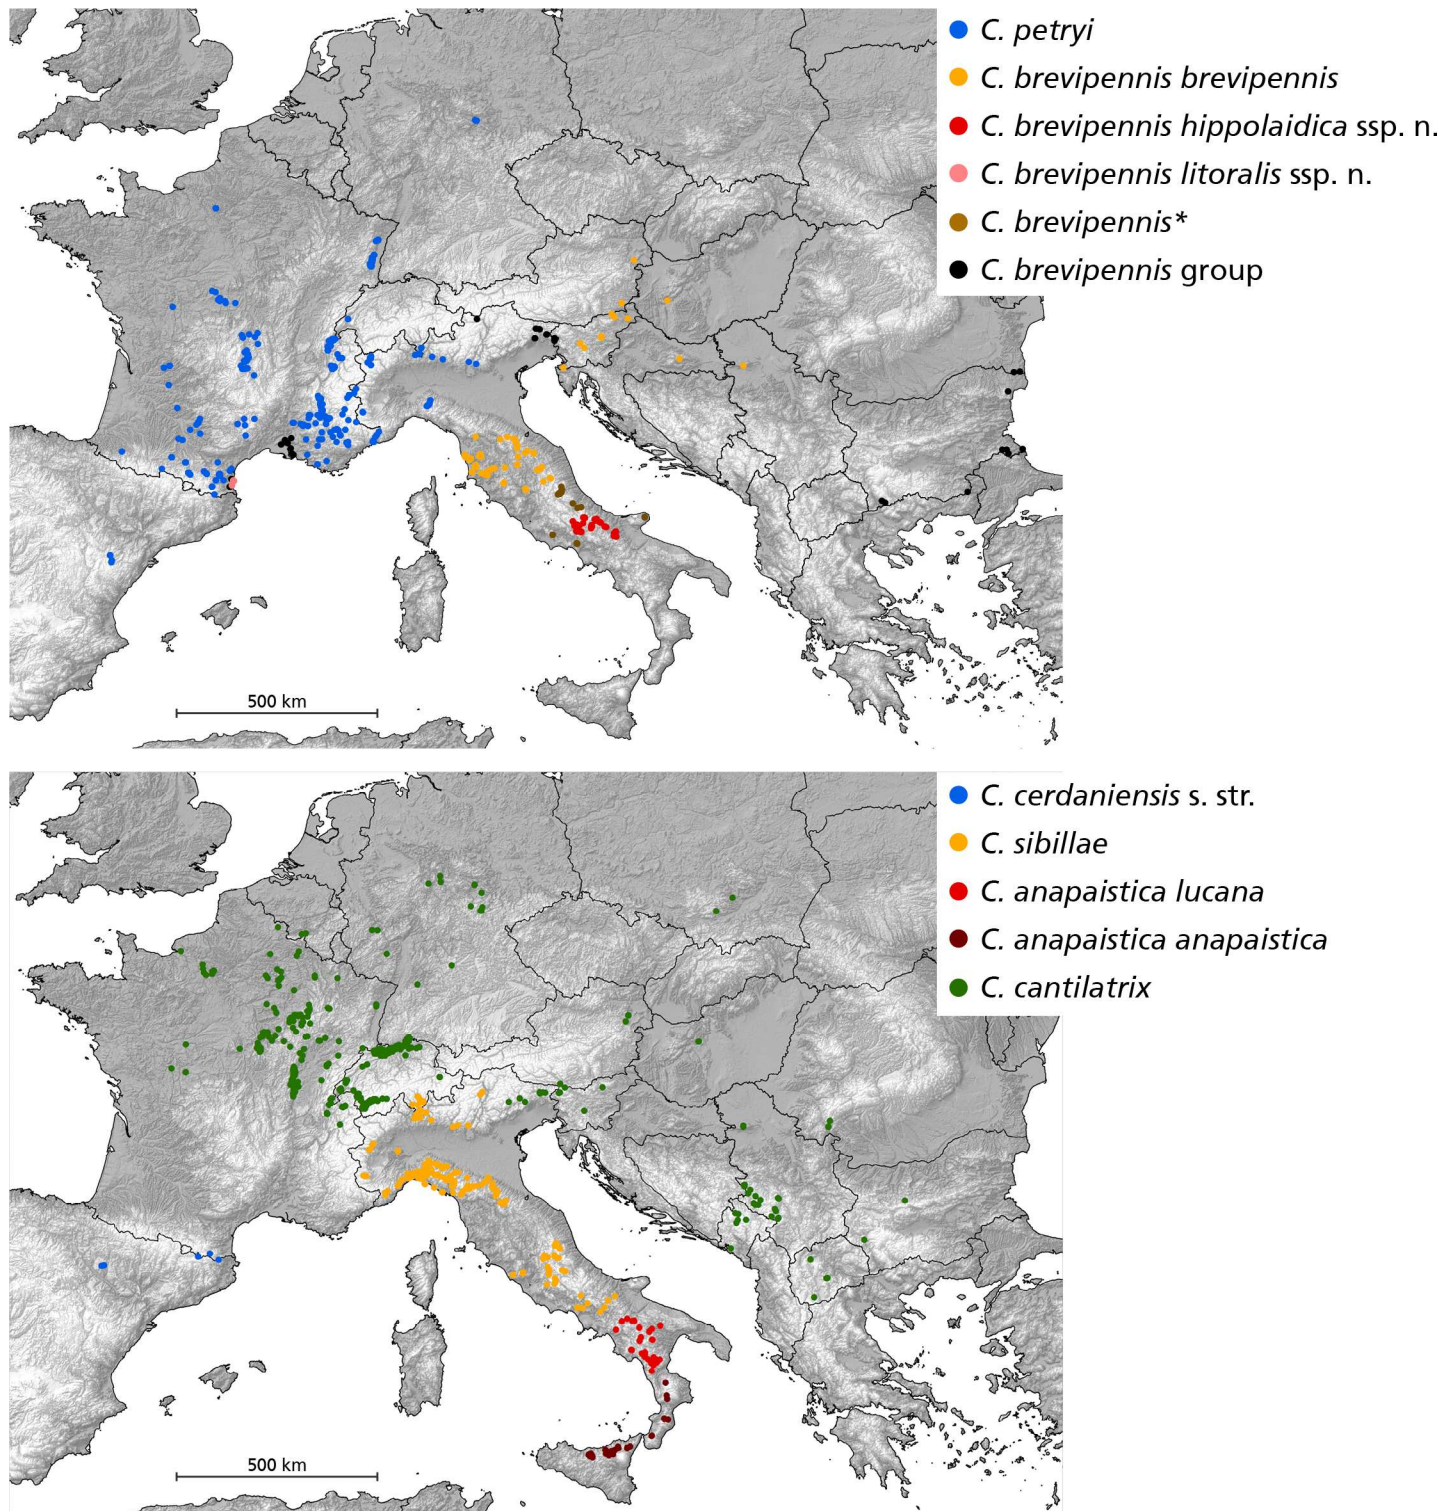 C. petryi
C. brevipennis brevipennis
C. brevipennis hippolaidica ssp. n.
C. brevipennis litoralis ssp. n.
C. brevipennis*
C. brevipennis group
500 km
C. cerdaniensis s. str.
C. sibillae
C. anapaistica lucana
C. anapaistica anapaistica
C. cantilatrix
500 km